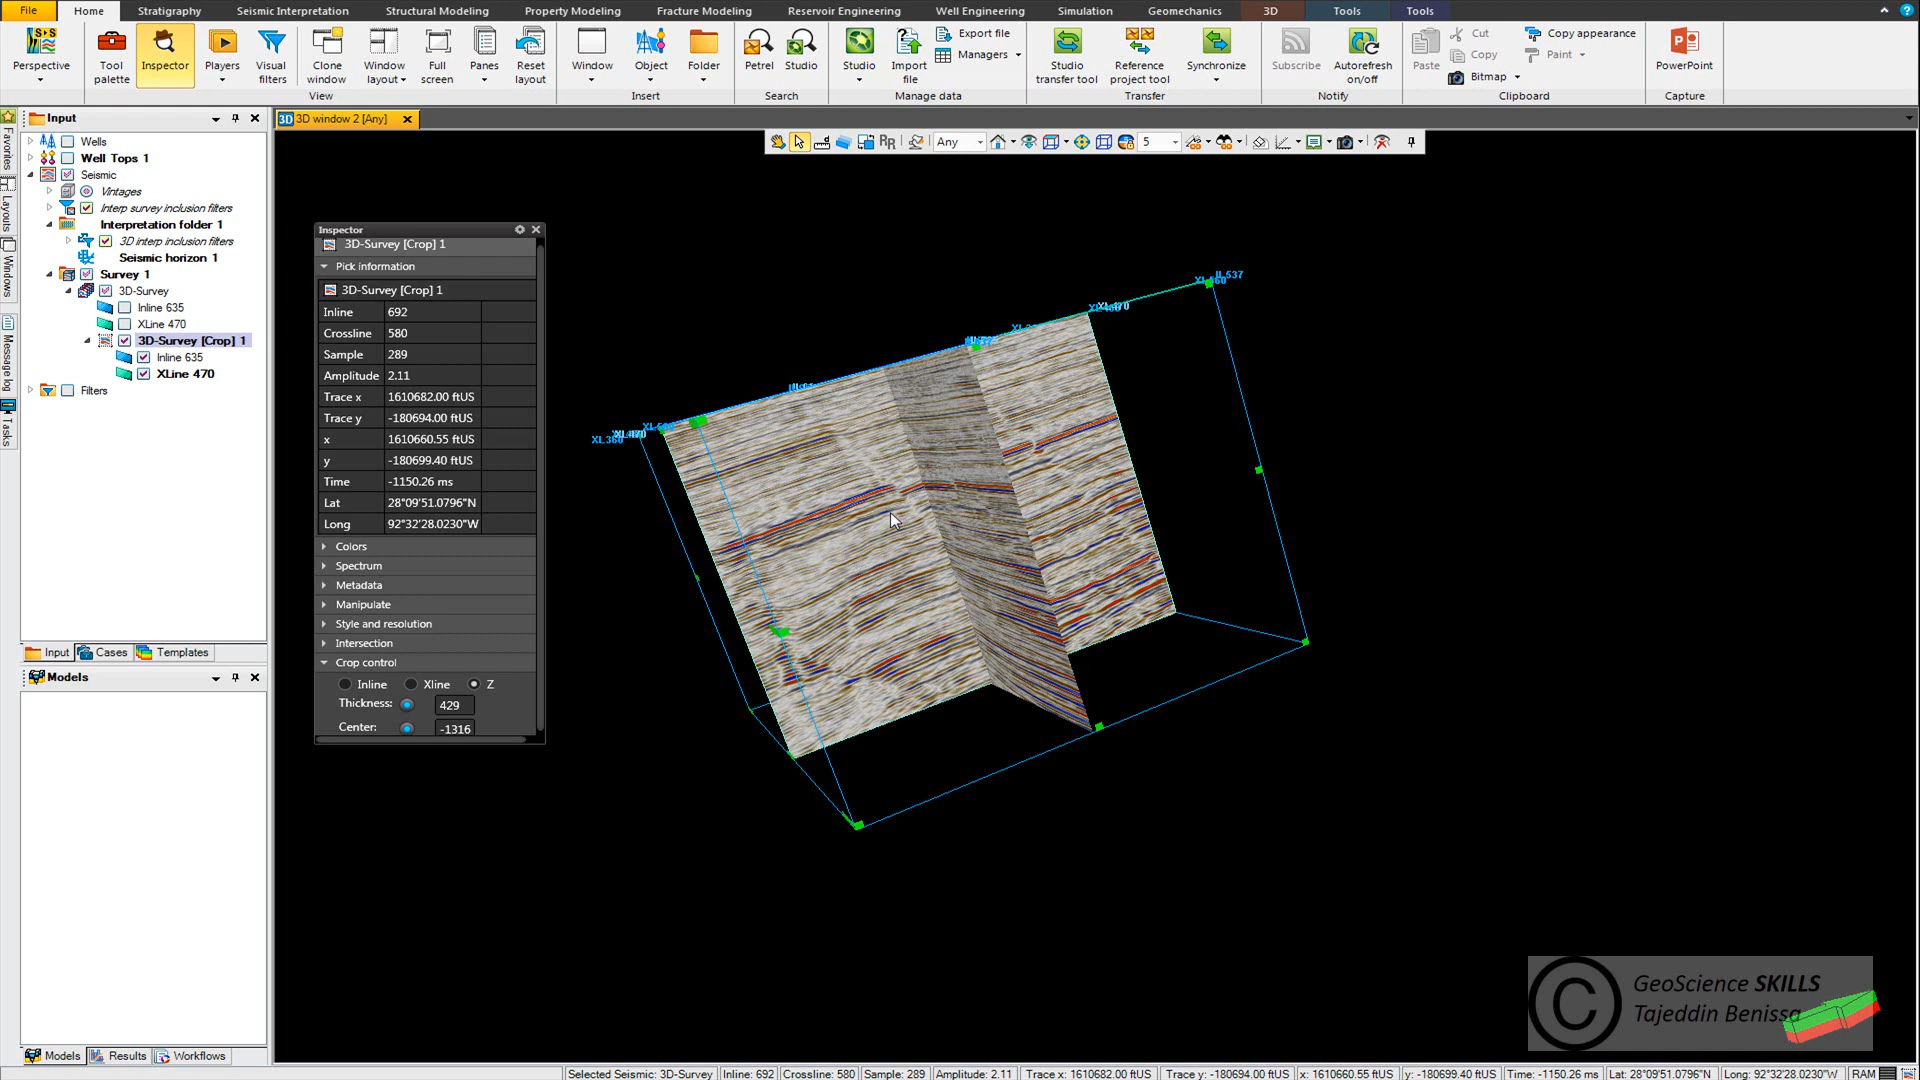 File Home Stratigraphy Seismic Interpretation Structural Modeling Property Modeling Fracture Modeling Reservoir Engineering Well Engineering Simulation Geomechanics 3D Tools Tools
Perspective
Tool palette
Inspector
Players
Visual filters
Clone window
Window layout
Full screen
Panes
Reset layout
Window
Object
Folder
Petrel
Studio
Studio
Import file
Export file
Managers
Studio transfer tool
Reference project tool
Synchronize
Subscribe
Autorefresh on/off
Paste
Cut
Copy
Bitmap
Copy appearance
Paint
PowerPoint
View Insert Search Manage data Transfer Notify Clipboard Capture
Favorites
Layouts
Windows
Message log
Tasks
Input
Wells
Well Tops 1
Seismic
Vintages
Interp survey inclusion filters
Interpretation folder 1
3D interp inclusion filters
Seismic horizon 1
Survey 1
3D-Survey
Inline 635
XLine 470
3D-Survey [Crop] 1
Inline 635
XLine 470
Filters
Input Cases Templates
Models
Models Results Workflows
3D 3D window 2 [Any]
Any 5
Inspector
3D-Survey [Crop] 1
Pick information
3D-Survey [Crop] 1
Inline 692
Crossline 580
Sample 289
Amplitude 2.11
Trace x 1610682.00 ftUS
Trace y -180694.00 ftUS
x 1610660.55 ftUS
y -180699.40 ftUS
Time -1150.26 ms
Lat 28°09'51.0796"N
Long 92°32'28.0230"W
Colors
Spectrum
Metadata
Manipulate
Style and resolution
Intersection
Crop control
Inline Xline Z
Thickness: 429
Center: -1316
IL537
XL470
XL360
GeoScience SKILLS
Tajeddin Benissa
Selected Seismic: 3D-Survey Inline: 692 Crossline: 580 Sample: 289 Amplitude: 2.11 Trace x: 1610682.00 ftUS Trace y: -180694.00 ftUS x: 1610660.55 ftUS y: -180699.40 ftUS Time: -1150.26 ms Lat: 28°09'51.0796"N Long: 92°32'28.0230"W RAM